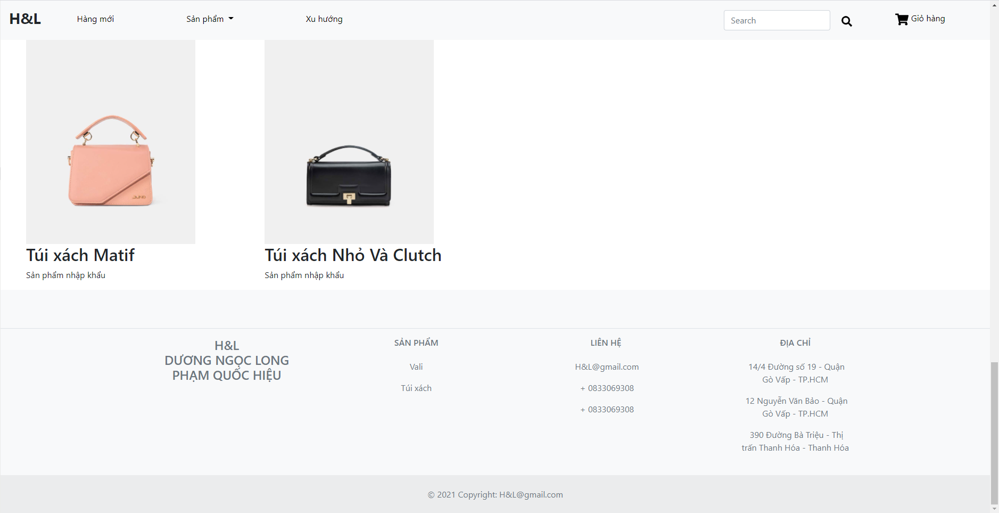 H&L
Hàng mới
Sản phẩm
Xu hướng
Search
Giỏ hàng
JUNO
Túi xách Matif
Sản phẩm nhập khẩu
Túi xách Nhỏ Và Clutch
Sản phẩm nhập khẩu
H&L
DƯƠNG NGỌC LONG
PHẠM QUỐC HIỆU
SẢN PHẨM
Vali
Túi xách
LIÊN HỆ
H&L@gmail.com
+ 0833069308
+ 0833069308
ĐỊA CHỈ
14/4 Đường số 19 - Quận
Gò Vấp - TP.HCM
12 Nguyễn Văn Bảo - Quận
Gò Vấp - TP.HCM
390 Đường Bà Triệu - Thị
trấn Thanh Hóa - Thanh Hóa
© 2021 Copyright: H&L@gmail.com